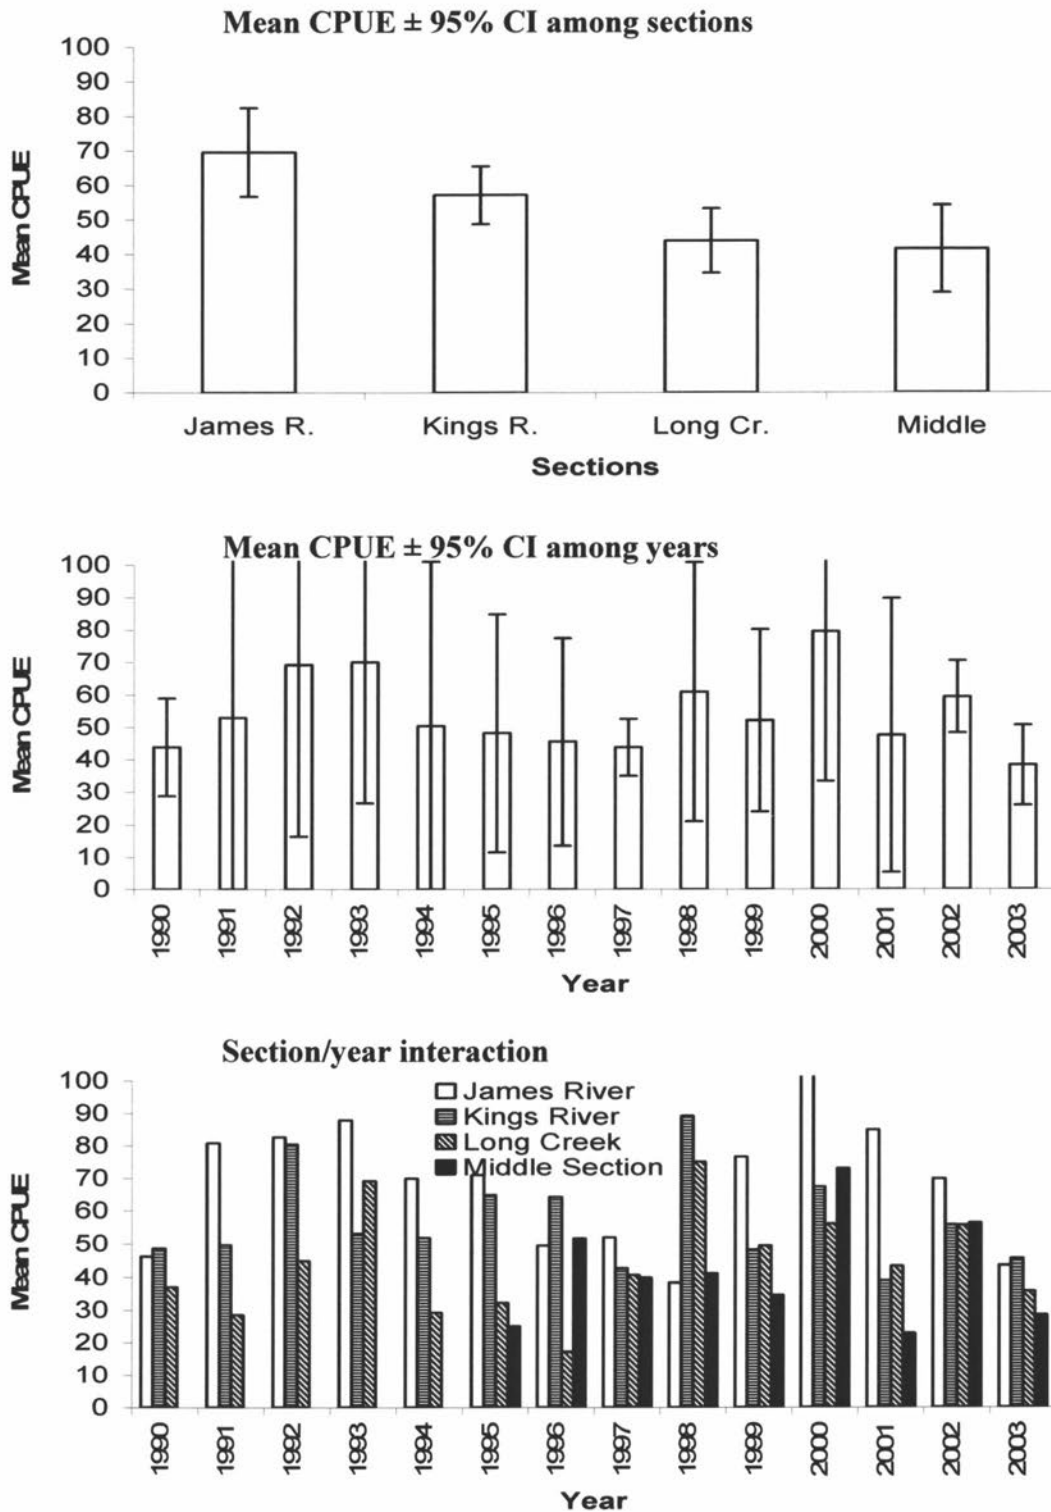 Mean CPUE ± 95% CI among sections
100
90
80
70
60
50
40
30
20
10
0
Mean CPUE
James R. Kings R. Long Cr. Middle
Sections
Mean CPUE ± 95% CI among years
100
90
80
70
60
50
40
30
20
10
0
Mean CPUE
1990 1991 1992 1993 1994 1995 1996 1997 1998 1999 2000 2001 2002 2003
Year
Section/year interaction
100
90
80
70
60
50
40
30
20
10
0
Mean CPUE
James River
Kings River
Long Creek
Middle Section
1990 1991 1992 1993 1994 1995 1996 1997 1998 1999 2000 2001 2002 2003
Year